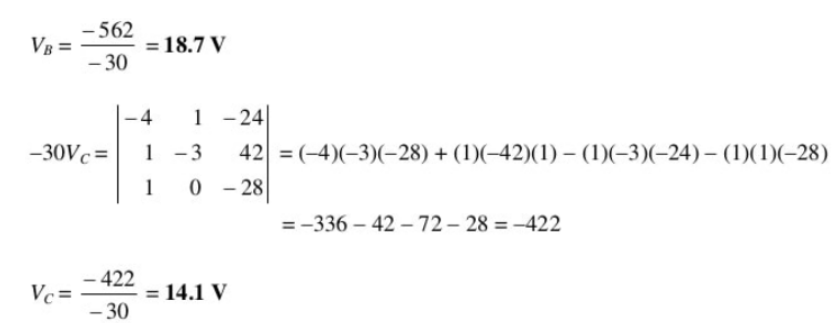 V_B = -562 / -30 = 18.7 V
-30V_C = | -4 1 -24 |
| 1 -3 42 | = (-4)(-3)(-28) + (1)(-42)(1) - (1)(-3)(-24) - (1)(1)(-28)
| 1 0 -28 |
= -336 - 42 - 72 - 28 = -422
V_C = -422 / -30 = 14.1 V